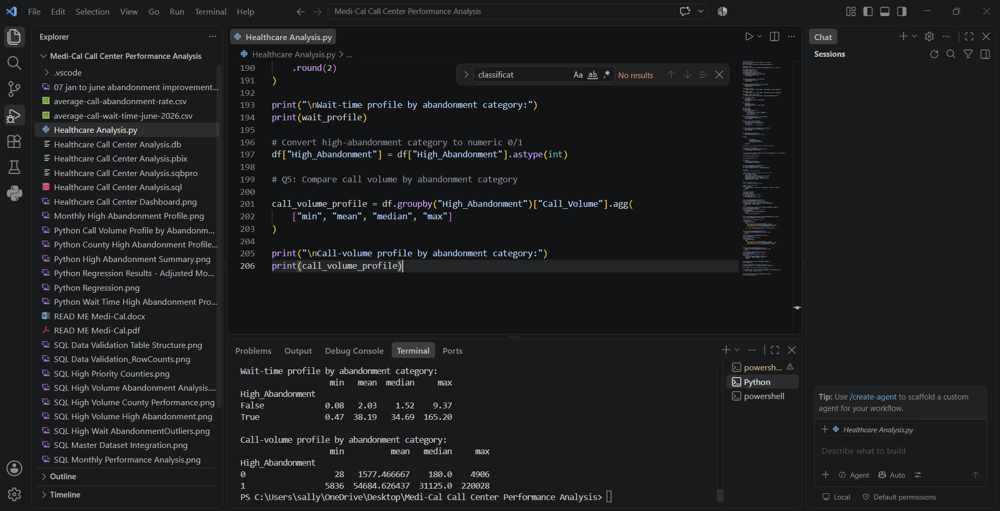 File Edit Selection View Go Run Terminal Help
Medi-Cal Call Center Performance Analysis
Explorer
Medi-Cal Call Center Performance Analysis
.vscode
07 jan to june abandonment improvement...
average-call-abandonment-rate.csv
average-call-wait-time-june-2026.csv
Healthcare Analysis.py
Healthcare Call Center Analysis.db
Healthcare Call Center Analysis.pbix
Healthcare Call Center Analysis.sqbpro
Healthcare Call Center Analysis.sql
Healthcare Call Center Dashboard.png
Monthly High Abandonment Profile.png
Python Call Volume Profile by Abandonm...
Python County High Abandonment Profile...
Python High Abandonment Summary.png
Python Regression Results - Adjusted Mo...
Python Regression.png
Python Wait Time High Abandonment Pro...
READ ME Medi-Cal.docx
READ ME Medi-Cal.pdf
SQL Data Validation Table Structure.png
SQL Data Validation_RowCounts.png
SQL High Priority Counties.png
SQL High Volume Abandonment Analysis....
SQL High Volume County Performance.png
SQL High Volume High Abandonment.png
SQL High Wait AbandonmentOutliers.png
SQL Master Dataset Integration.png
SQL Monthly Performance Analysis.png
Outline
Timeline
Healthcare Analysis.py
Healthcare Analysis.py > ...
classificat Aa ab .* No results
190 .round(2)
191 )
192
193 print("\nWait-time profile by abandonment category:")
194 print(wait_profile)
195
196 # Convert high-abandonment category to numeric 0/1
197 df["High_Abandonment"] = df["High_Abandonment"].astype(int)
198
199 # Q5: Compare call volume by abandonment category
200
201 call_volume_profile = df.groupby("High_Abandonment")["Call_Volume"].agg(
202 ["min", "mean", "median", "max"]
203 )
204
205 print("\nCall-volume profile by abandonment category:")
206 print(call_volume_profile)
Problems Output Debug Console Terminal Ports
Wait-time profile by abandonment category:
min mean median max
High_Abandonment
False 0.08 2.03 1.52 9.37
True 0.47 38.19 34.69 165.20
Call-volume profile by abandonment category:
min mean median max
High_Abandonment
0 28 1577.466667 180.0 4906
1 5836 54684.626437 31125.0 220028
PS C:\Users\sally\OneDrive\Desktop\Medi-Cal Call Center Performance Analysis>
powersh...
Python
powershell
Chat
Sessions
Tip: Use /create-agent to scaffold a custom
agent for your workflow.
Healthcare Analysis.py
Describe what to build
Agent Auto
Local Default permissions